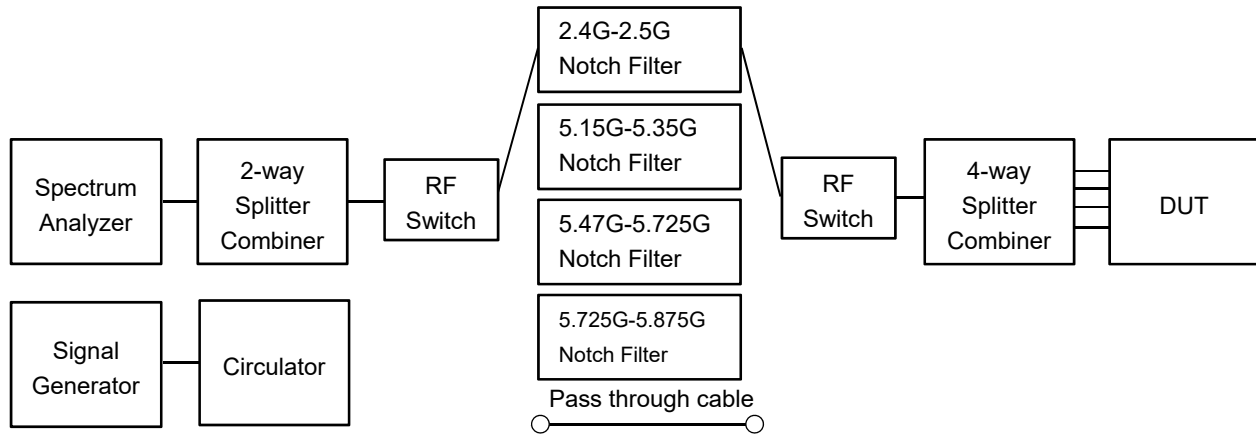 Spectrum
Analyzer
2-way
Splitter
Combiner
RF
Switch
2.4G-2.5G
Notch Filter
5.15G-5.35G
Notch Filter
5.47G-5.725G
Notch Filter
5.725G-5.875G
Notch Filter
Pass through cable
RF
Switch
4-way
Splitter
Combiner
DUT
Signal
Generator
Circulator